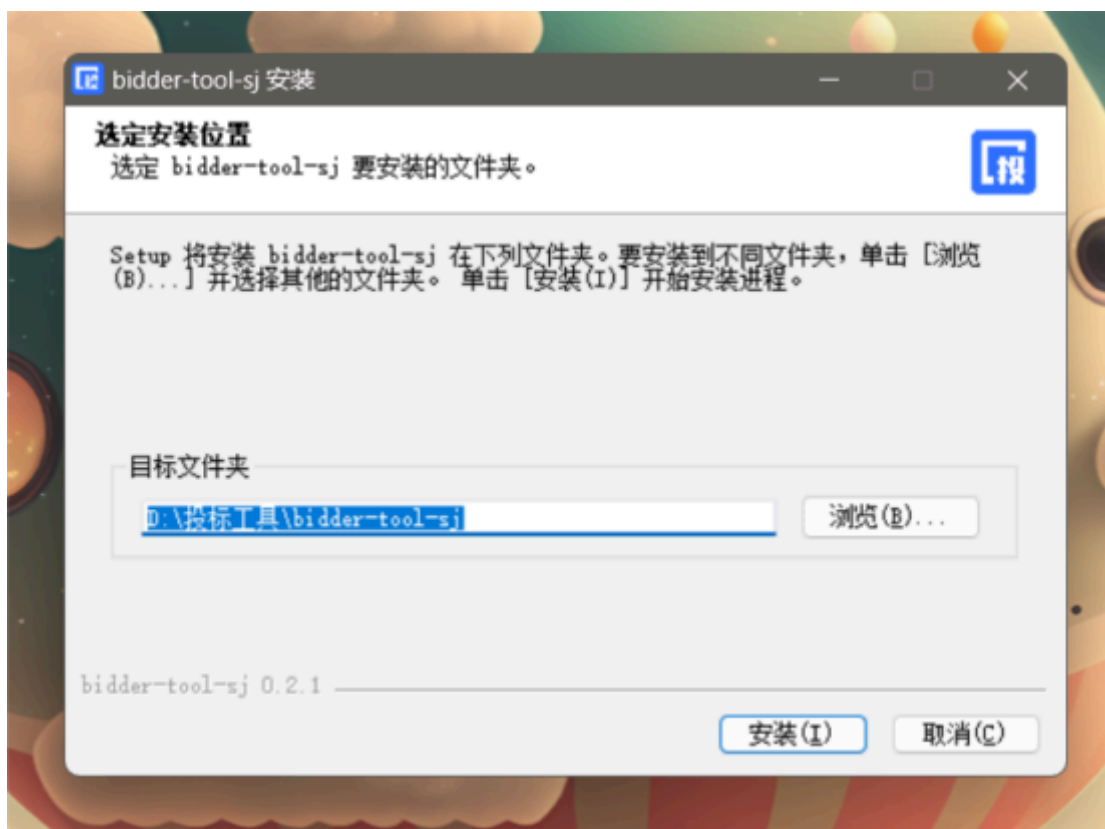 bidder-tool-sj 安装
选定安装位置
选定 bidder-tool-sj 要安装的文件夹。
投
Setup 将安装 bidder-tool-sj 在下列文件夹。要安装到不同文件夹，单击 [浏览
(B)...] 并选择其他的文件夹。 单击 [安装(I)] 开始安装进程。
目标文件夹
D:\投标工具\bidder-tool-sj
浏览(B)...
bidder-tool-sj 0.2.1
安装(I)
取消(C)